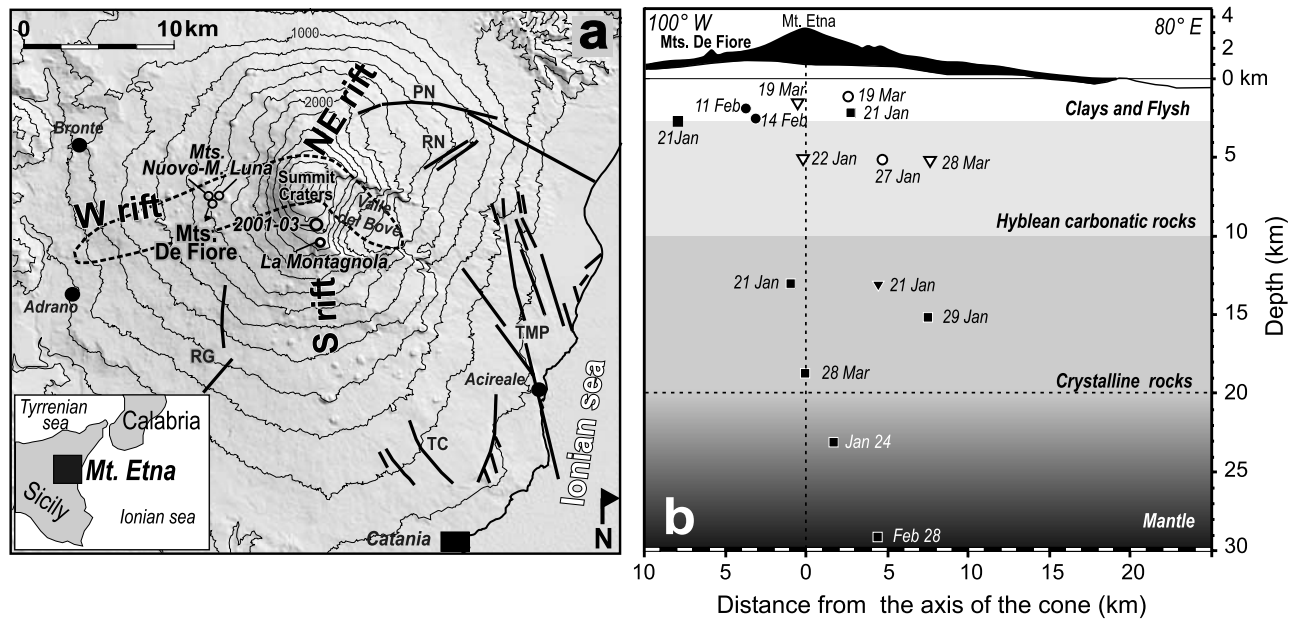 0
10km
a
1000
2000
Bronte
Mts.
Nuovo-M. Luna
NE rift
PN
RN
Summit
Craters
Valle
del Bove
W rift
2001-03
Mts.
De Fiore
La Montagnola
S rift
Adrano
RG
TMP
Acireale
TC
Ionian sea
Catania
N
Tyrrenian
sea
Calabria
Mt. Etna
Sicily
Ionian sea
100° W
Mt. Etna
80° E
Mts. De Fiore
4
2
0 km
19 Mar
19 Mar
11 Feb
14 Feb
21 Jan
21Jan
Clays and Flysh
22 Jan
27 Jan
28 Mar
5
Hyblean carbonatic rocks
10
21 Jan
21 Jan
29 Jan
15
28 Mar
Crystalline rocks
20
Jan 24
25
b
Feb 28
Mantle
30
Depth (km)
10
5
0
5
10
15
20
Distance from the axis of the cone (km)